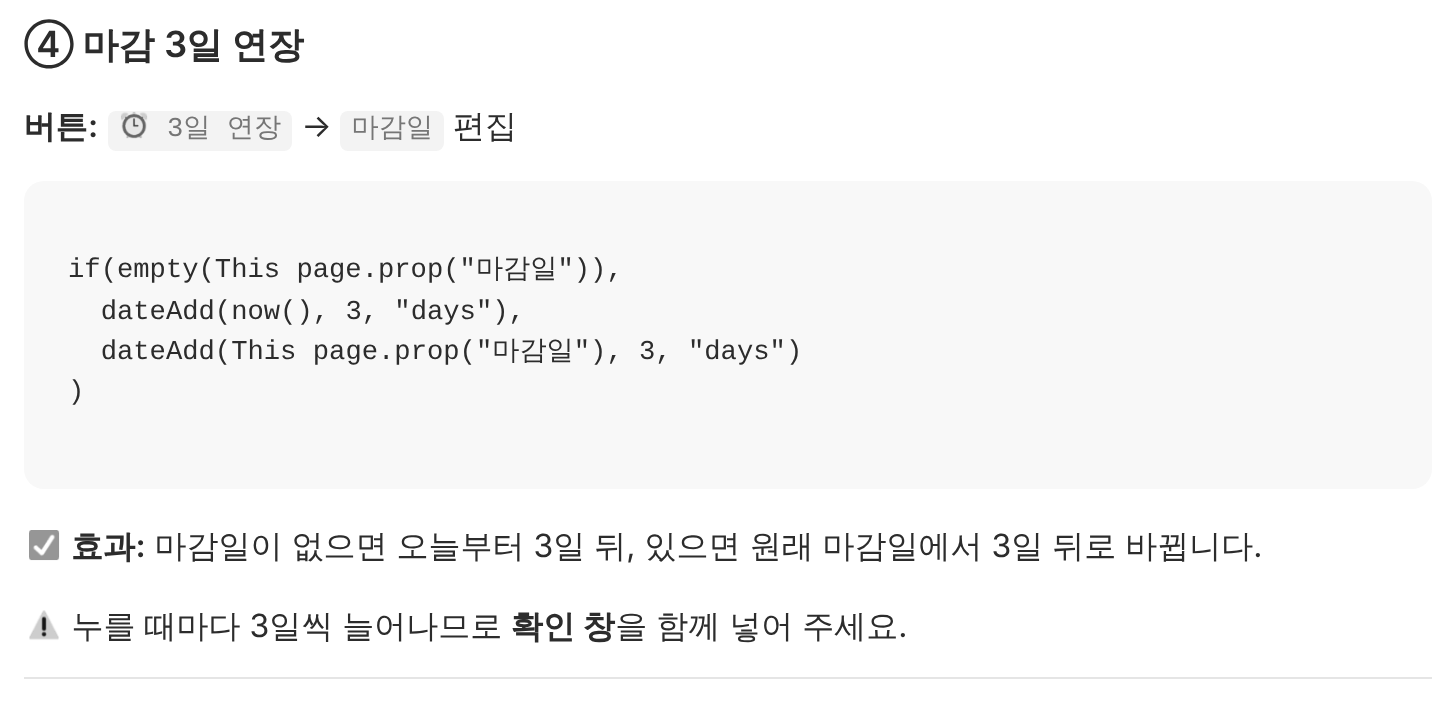 ④ 마감 3일 연장
버튼: ⏰ 3일 연장 → 마감일 편집
if(empty(This page.prop("마감일")),
  dateAdd(now(), 3, "days"),
  dateAdd(This page.prop("마감일"), 3, "days")
)
☑ 효과: 마감일이 없으면 오늘부터 3일 뒤, 있으면 원래 마감일에서 3일 뒤로 바뀝니다.
⚠ 누를 때마다 3일씩 늘어나므로 확인 창을 함께 넣어 주세요.